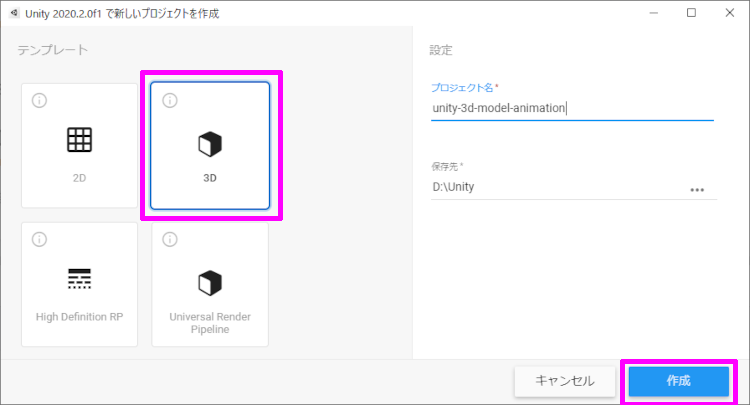 Unity 2020.2.0f1 で新しいプロジェクトを作成
テンプレート
2D
3D
High Definition RP
Universal Render
Pipeline
設定
プロジェクト名*
unity-3d-model-animation
保存先*
D:\Unity
キャンセル
作成